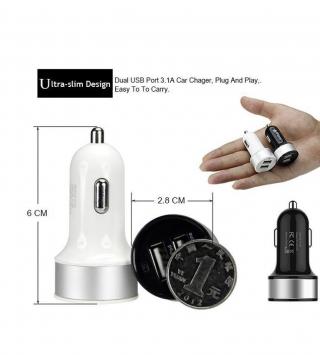 Ultra-slim Design
Dual USB Port 3.1A Car Chager, Plug And Play,.
Easy To To Carry.
6 CM
2.8 CM
1